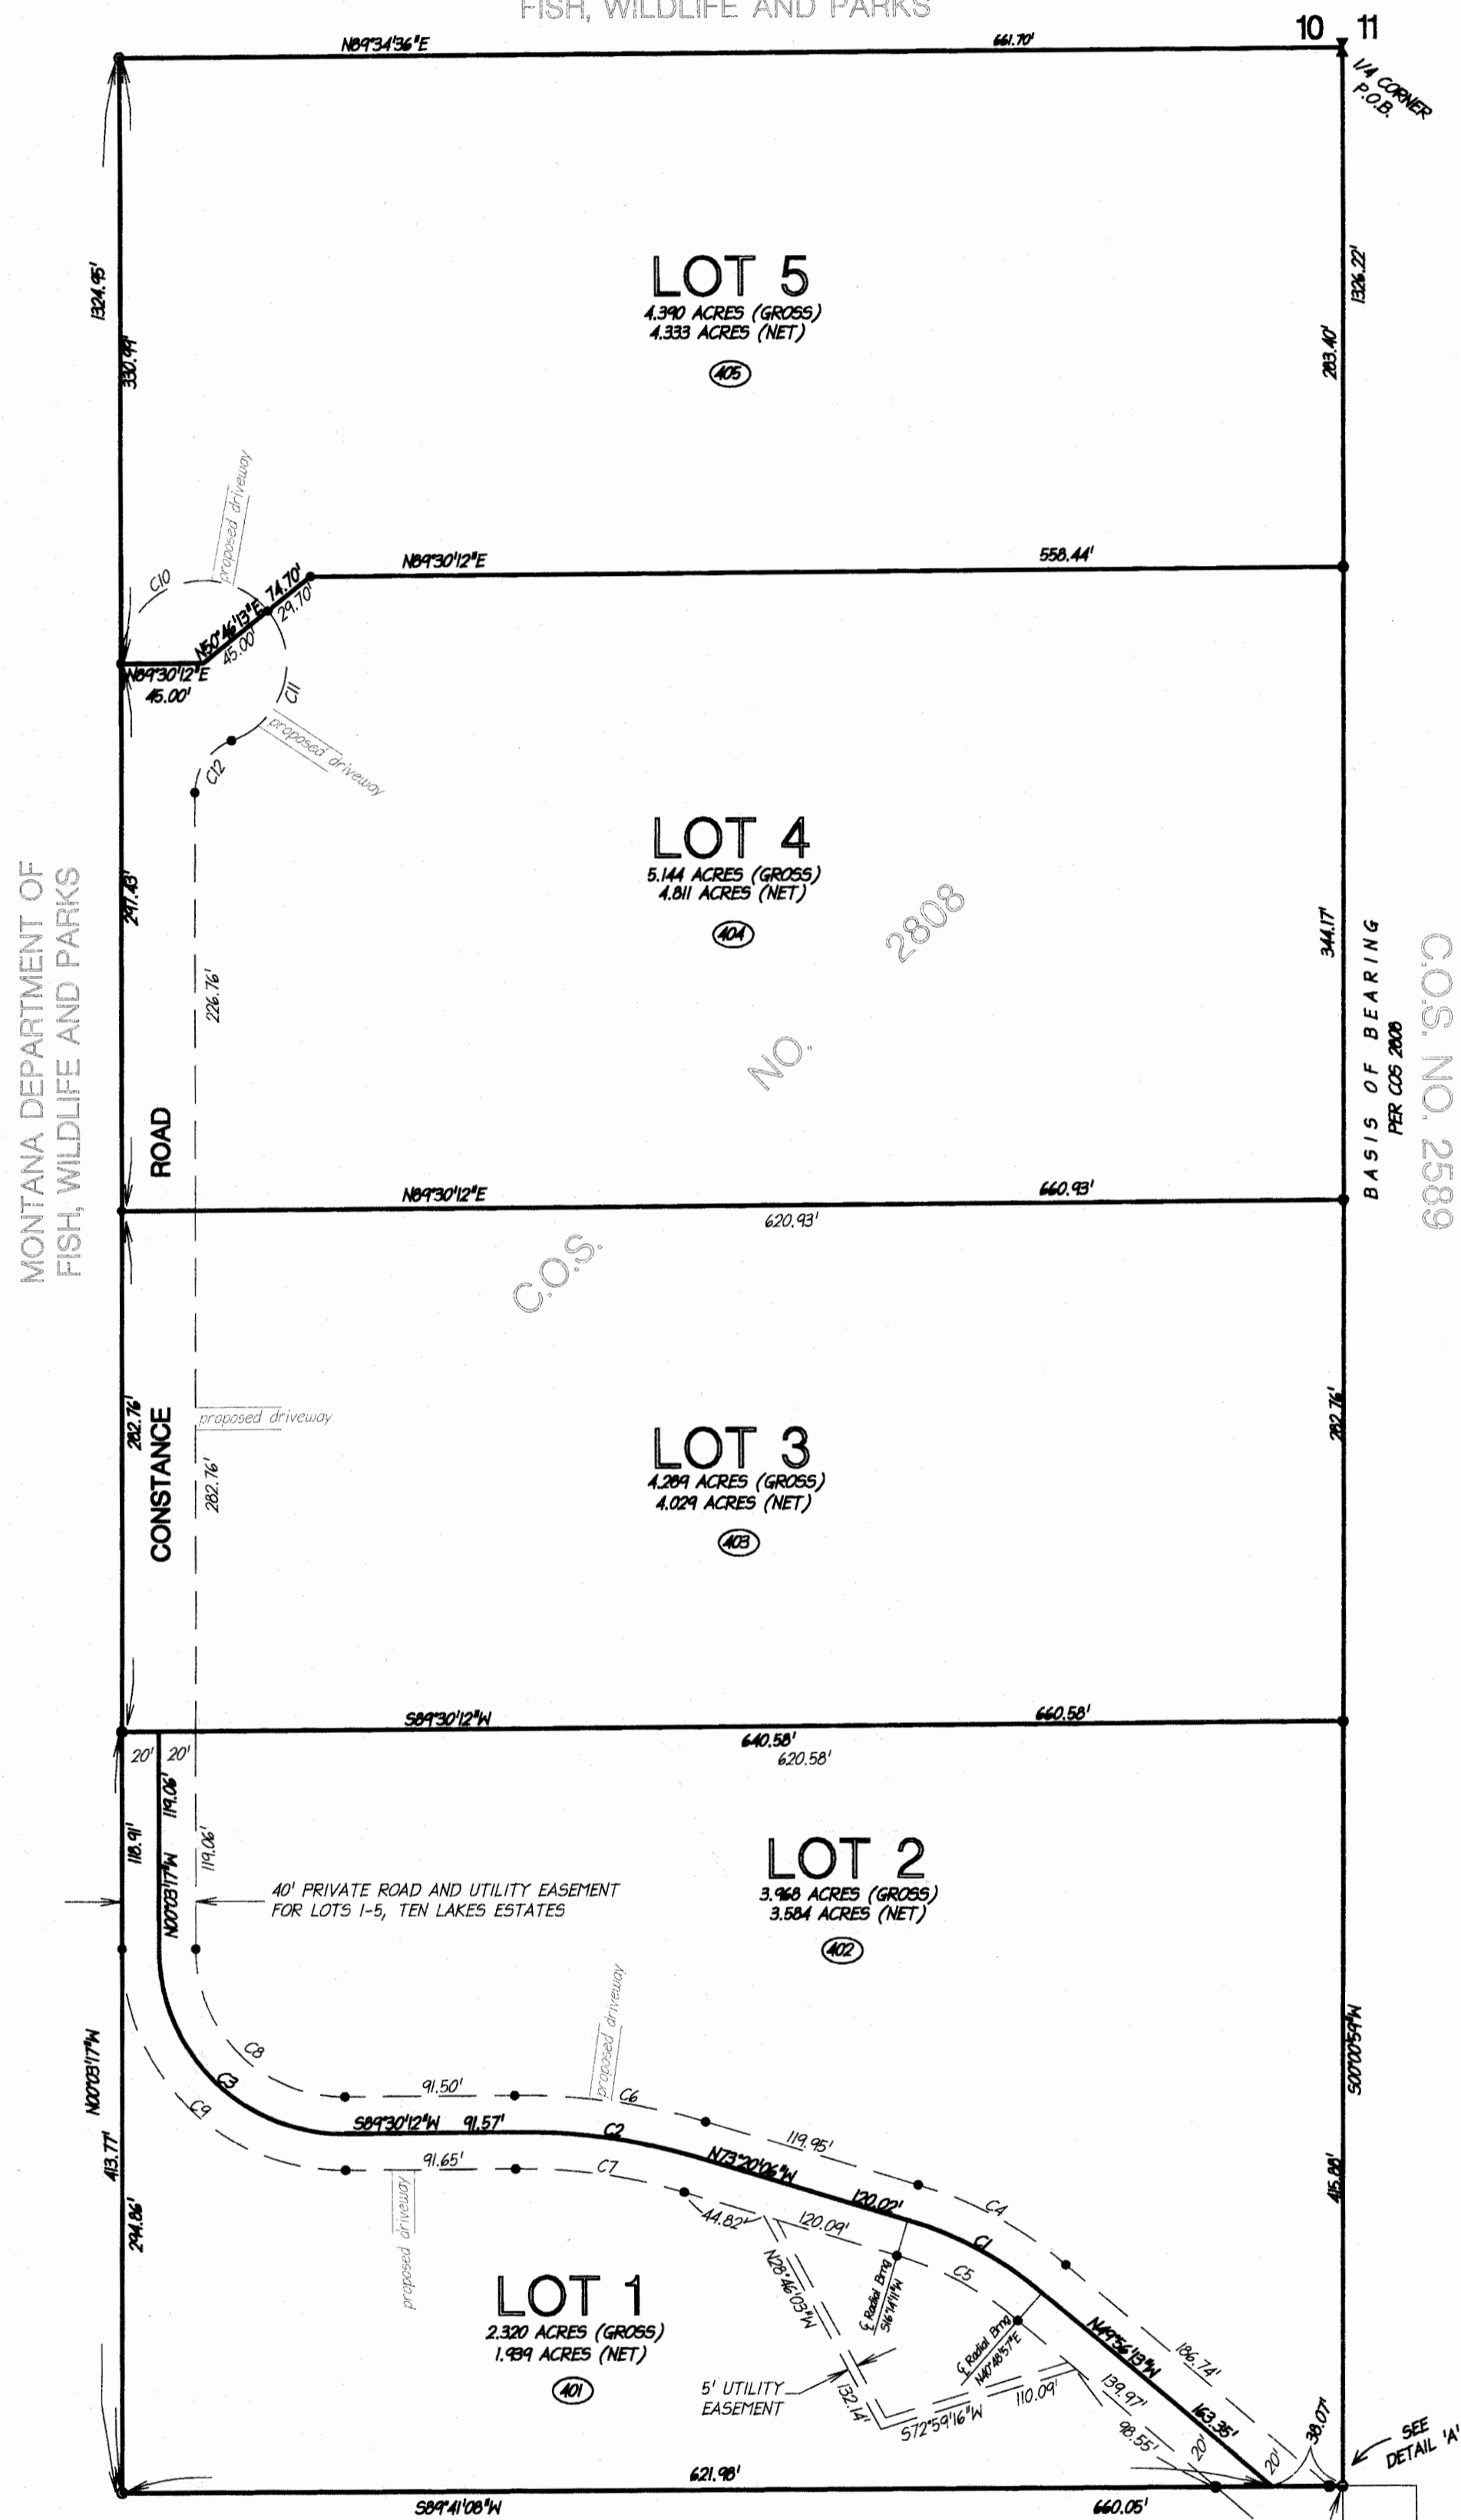 FISH, WILDLIFE AND PARKS
10 11
N89°34'36"E
661.70'
1/4 CORNER
P.O.B.
1324.95'
330.99'
LOT 5
4.390 ACRES (GROSS)
4.333 ACRES (NET)
405
1326.22'
283.40'
proposed driveway
C10
N50°46'13"E 74.70'
45.00' 29.70'
N89°30'12"E
558.44'
N89°30'12"E
45.00'
C11
proposed driveway
C12
MONTANA DEPARTMENT OF
FISH, WILDLIFE AND PARKS
297.43'
226.76'
LOT 4
5.144 ACRES (GROSS)
4.811 ACRES (NET)
404
344.17'
BASIS OF BEARING
PER COS 2808
C.O.S. NO. 2589
C.O.S. NO. 2808
CONSTANCE ROAD
N89°30'12"E
660.93'
620.93'
282.76'
proposed driveway
282.76'
LOT 3
4.289 ACRES (GROSS)
4.029 ACRES (NET)
403
282.76'
S89°30'12"W
660.58'
640.58'
620.58'
20' 20'
118.91'
N00°03'17"W 119.06'
119.06'
40' PRIVATE ROAD AND UTILITY EASEMENT
FOR LOTS 1-5, TEN LAKES ESTATES
LOT 2
3.968 ACRES (GROSS)
3.584 ACRES (NET)
402
S00°00'59"W
415.88'
N00°03'17"W
413.77'
294.86'
C8
C3
C9
91.50'
S89°30'12"W 91.57'
91.65'
proposed driveway
proposed driveway
C6
C2
C7
119.95'
N73°20'06"W
120.02'
44.82'
120.09'
C4
C1
C5
N28°46'03"W
132.14'
℄ Radial Brng
S16°14'11"W
℄ Radial Brng
N40°48'57"E
N49°56'13"W
163.35'
186.74'
139.97'
98.55'
110.09'
S72°59'16"W
5' UTILITY
EASEMENT
LOT 1
2.320 ACRES (GROSS)
1.939 ACRES (NET)
401
20'
20'
38.07'
SEE
DETAIL 'A'
621.98'
S89°41'08"W
660.05'